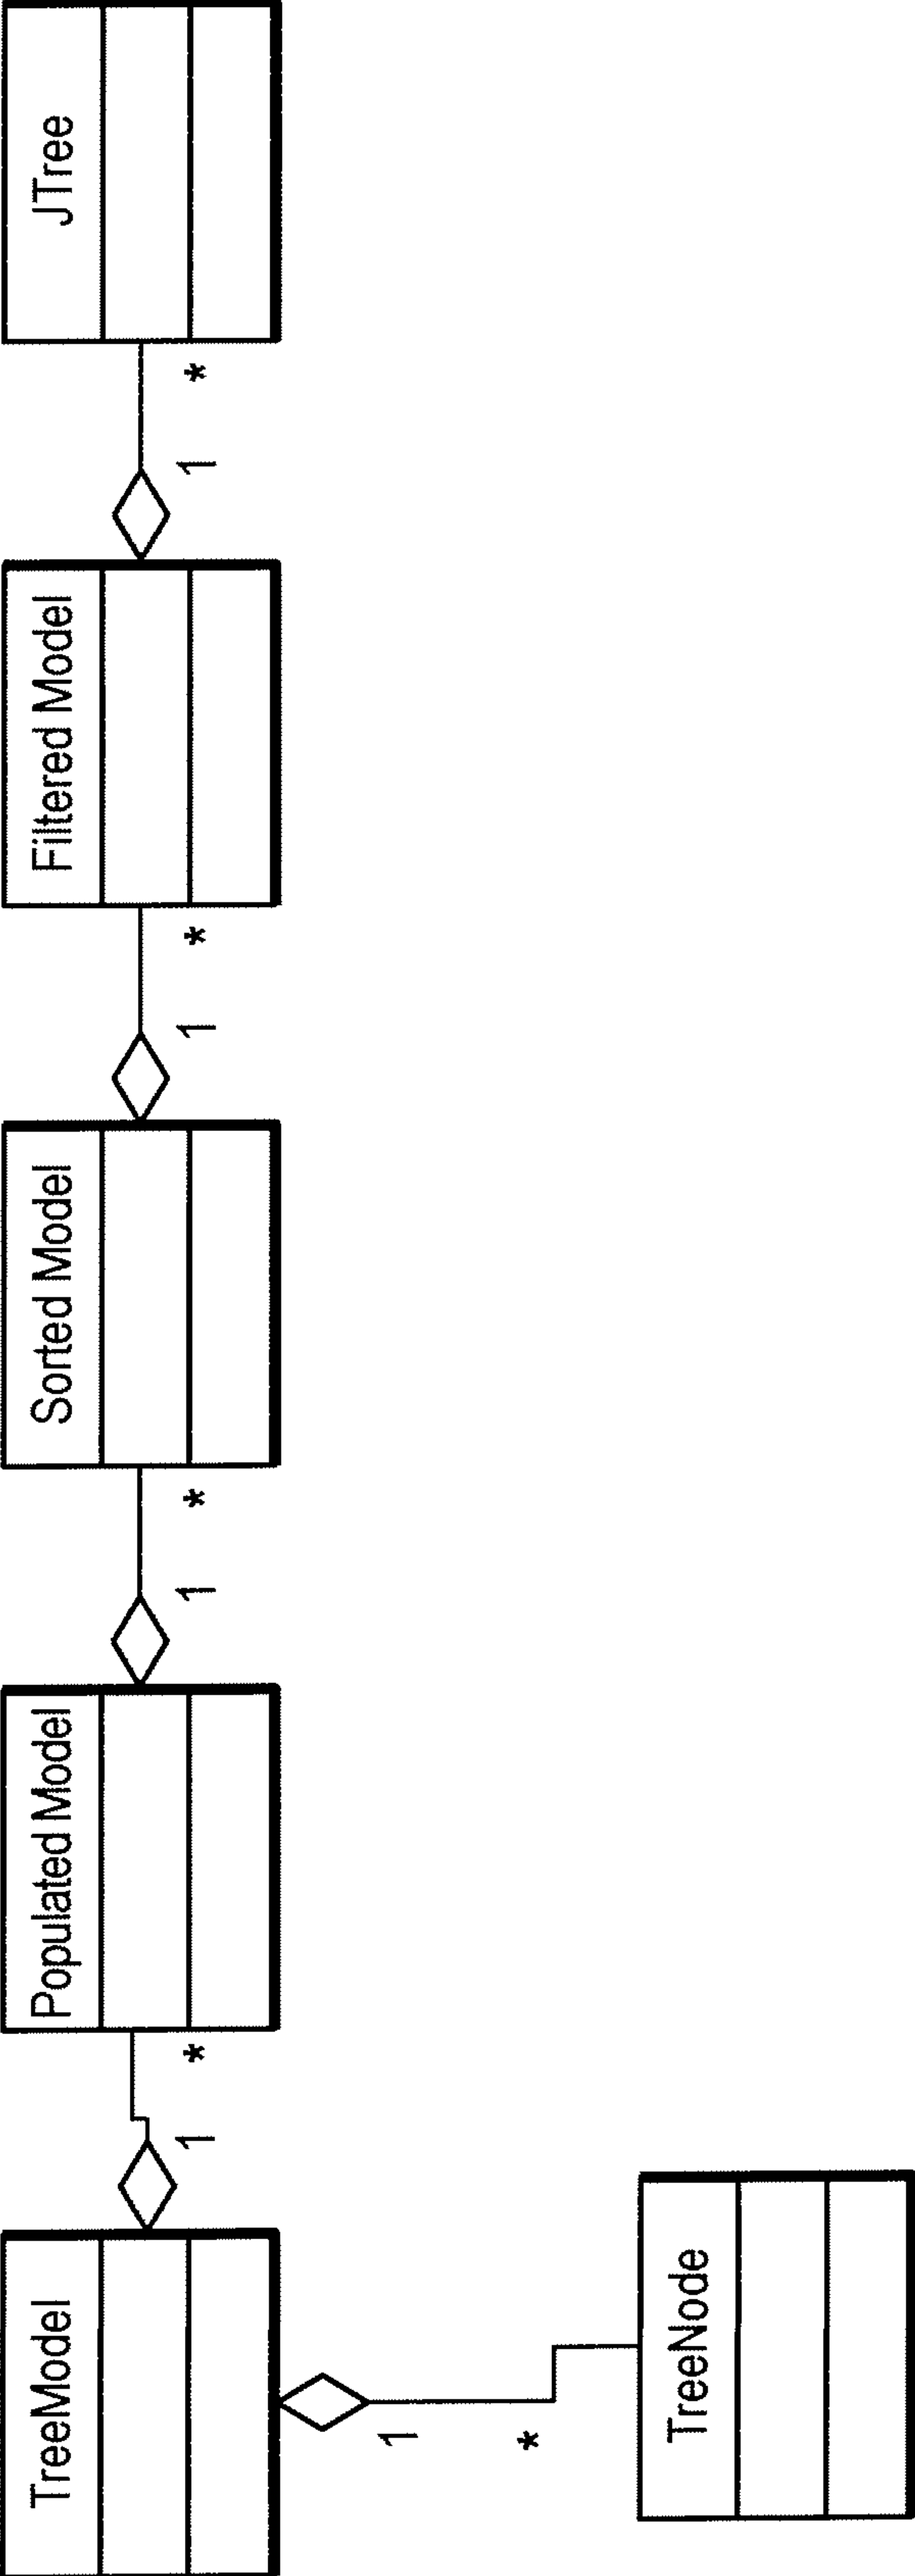 TreeModel
1
*
Populated Model
1
*
Sorted Model
1
*
Filtered Model
1
*
JTree
1
*
TreeNode